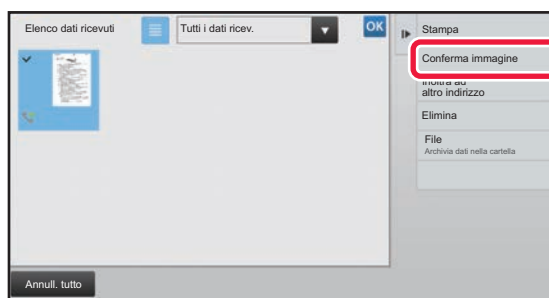 Elenco dati ricevuti
Tutti i dati ricev.
OK
Stampa
Conferma immagine
Inoltra ad
altro indirizzo
Elimina
File
Archivia dati nella cartella
Annull. tutto